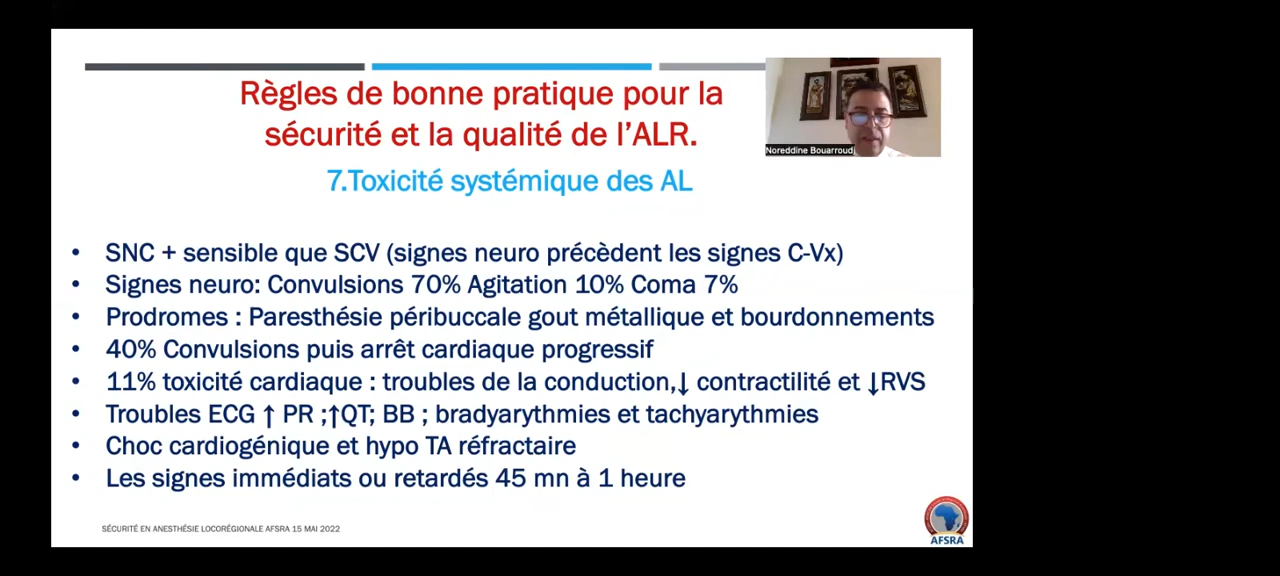 Règles de bonne pratique pour la
sécurité et la qualité de l'ALR.
7.Toxicité systémique des AL
Noreddine Bouarroud
• SNC + sensible que SCV (signes neuro précèdent les signes C-Vx)
• Signes neuro: Convulsions 70% Agitation 10% Coma 7%
• Prodromes : Paresthésie péribuccale gout métallique et bourdonnements
• 40% Convulsions puis arrêt cardiaque progressif
• 11% toxicité cardiaque : troubles de la conduction,↓ contractilité et ↓RVS
• Troubles ECG ↑ PR ;↑QT; BB ; bradyarythmies et tachyarythmies
• Choc cardiogénique et hypo TA réfractaire
• Les signes immédiats ou retardés 45 mn à 1 heure
SÉCURITÉ EN ANESTHÉSIE LOCORÉGIONALE AFSRA 15 MAI 2022
AFSRA